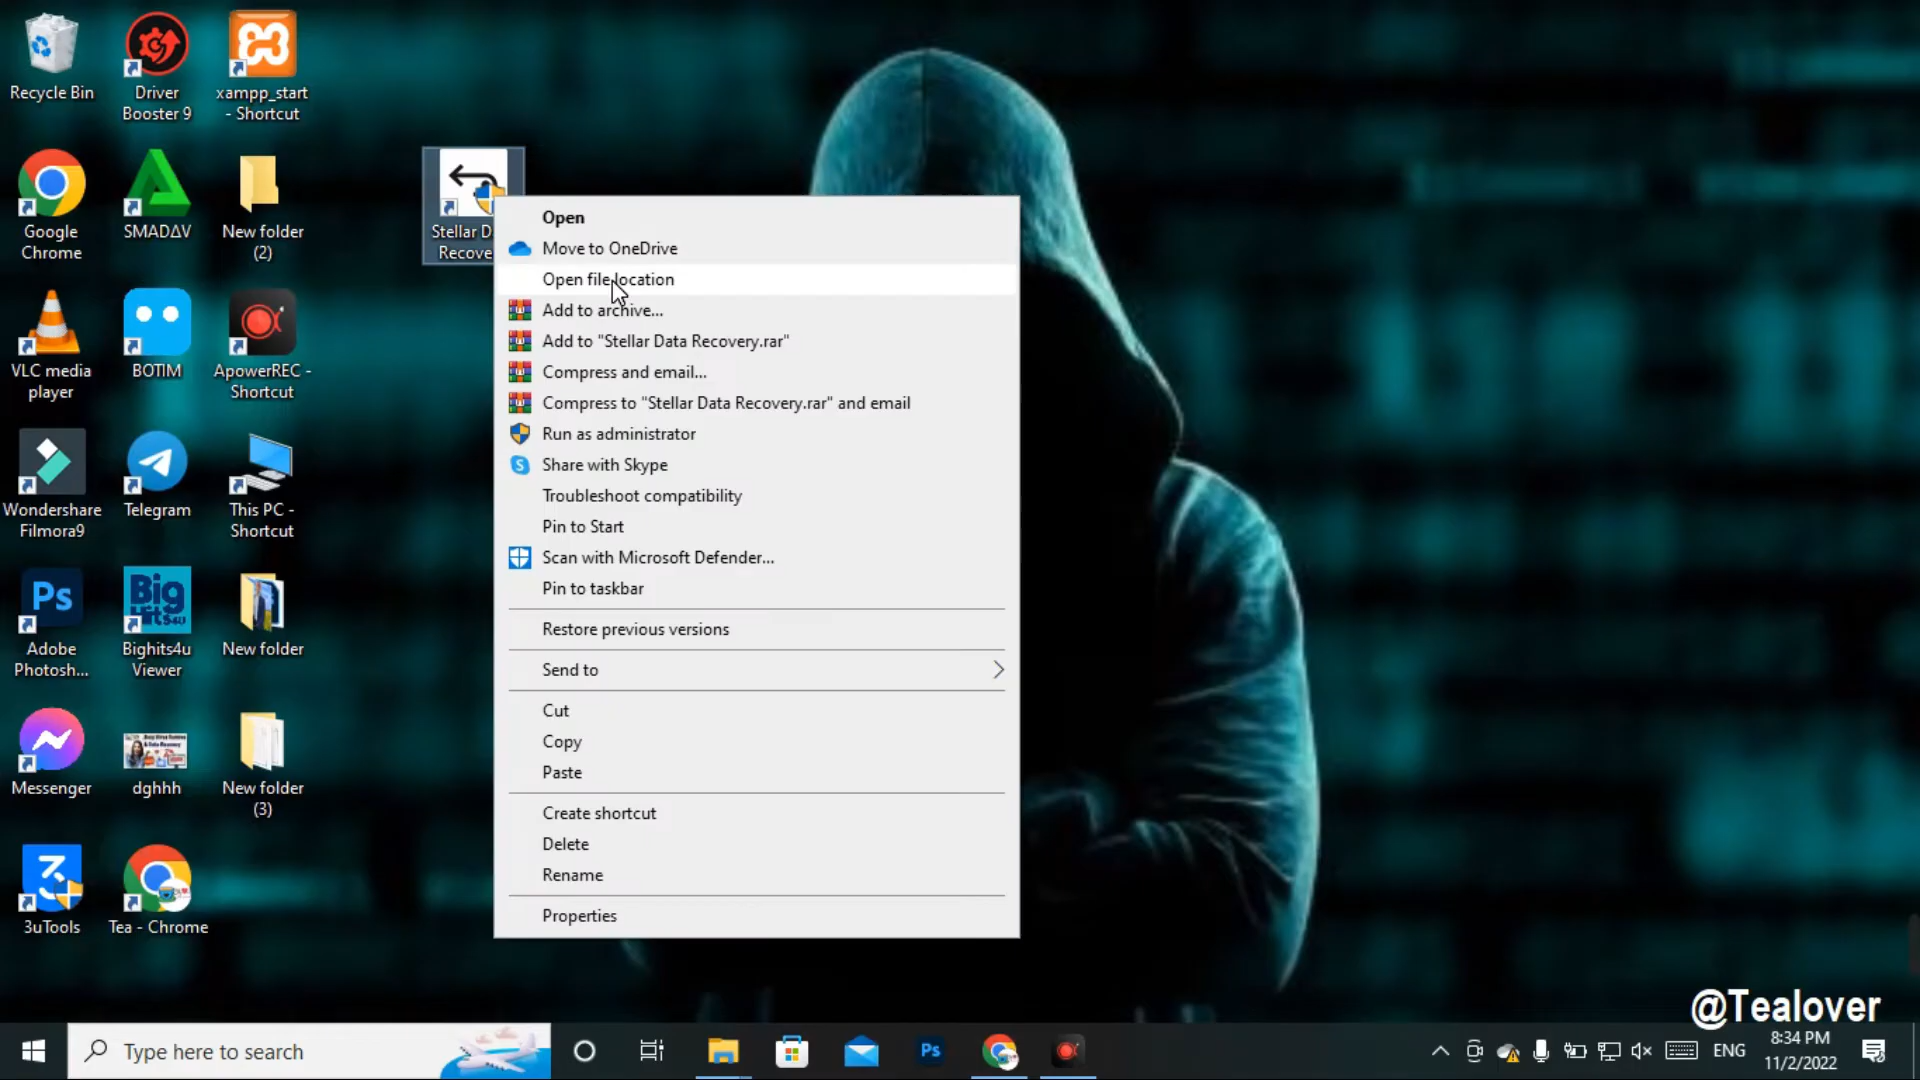 Recycle Bin
Driver
Booster 9
xampp_start
- Shortcut
Google
Chrome
SMADΔV
New folder
(2)
VLC media
player
BOTIM
ApowerREC -
Shortcut
Wondershare
Filmora9
Telegram
This PC -
Shortcut
Ps
Adobe
Photosh...
Big
Hits4U
Bighits4u
Viewer
New folder
Messenger
dghhh
New folder
(3)
3uTools
Tea - Chrome
Stellar D
Recove
Open
Move to OneDrive
Open file location
Add to archive...
Add to "Stellar Data Recovery.rar"
Compress and email...
Compress to "Stellar Data Recovery.rar" and email
Run as administrator
Share with Skype
Troubleshoot compatibility
Pin to Start
Scan with Microsoft Defender...
Pin to taskbar
Restore previous versions
Send to
Cut
Copy
Paste
Create shortcut
Delete
Rename
Properties
@Tealover
Type here to search
Ps
ENG
8:34 PM
11/2/2022